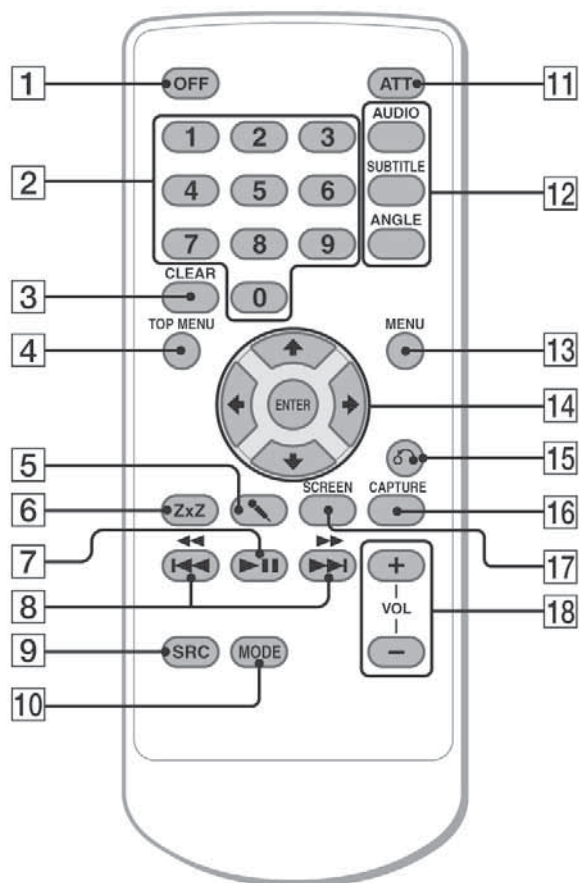 1 OFF ATT 11
AUDIO
1 2 3
2 SUBTITLE
4 5 6 12
ANGLE
7 8 9
CLEAR
3 0
TOP MENU MENU
4 13
ENTER 14
5 15
SCREEN CAPTURE
6 ZxZ 16
7 17
+
8 VOL 18
9 SRC MODE −
10